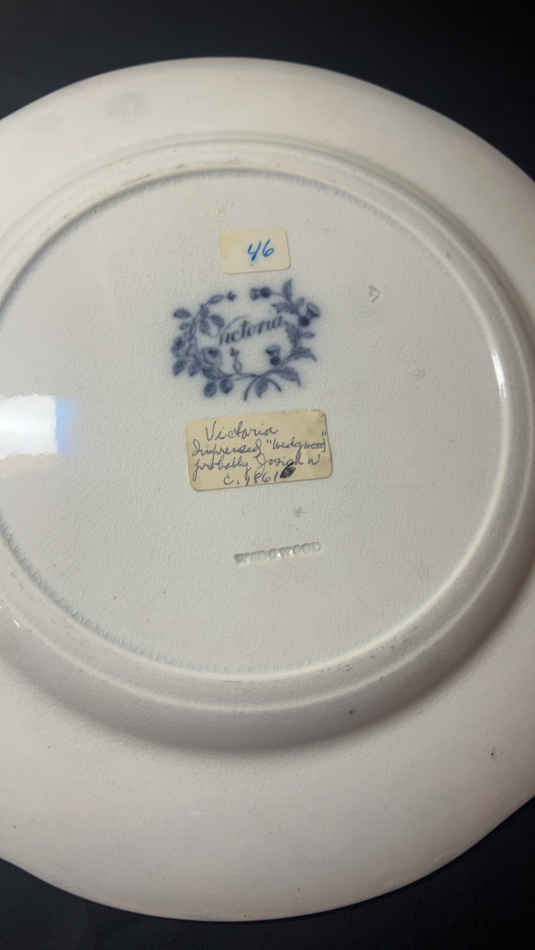 46
Victoria
Victoria
Impressed "Wedgwood"
probably Josiah W
c. 1861
WEDGWOOD